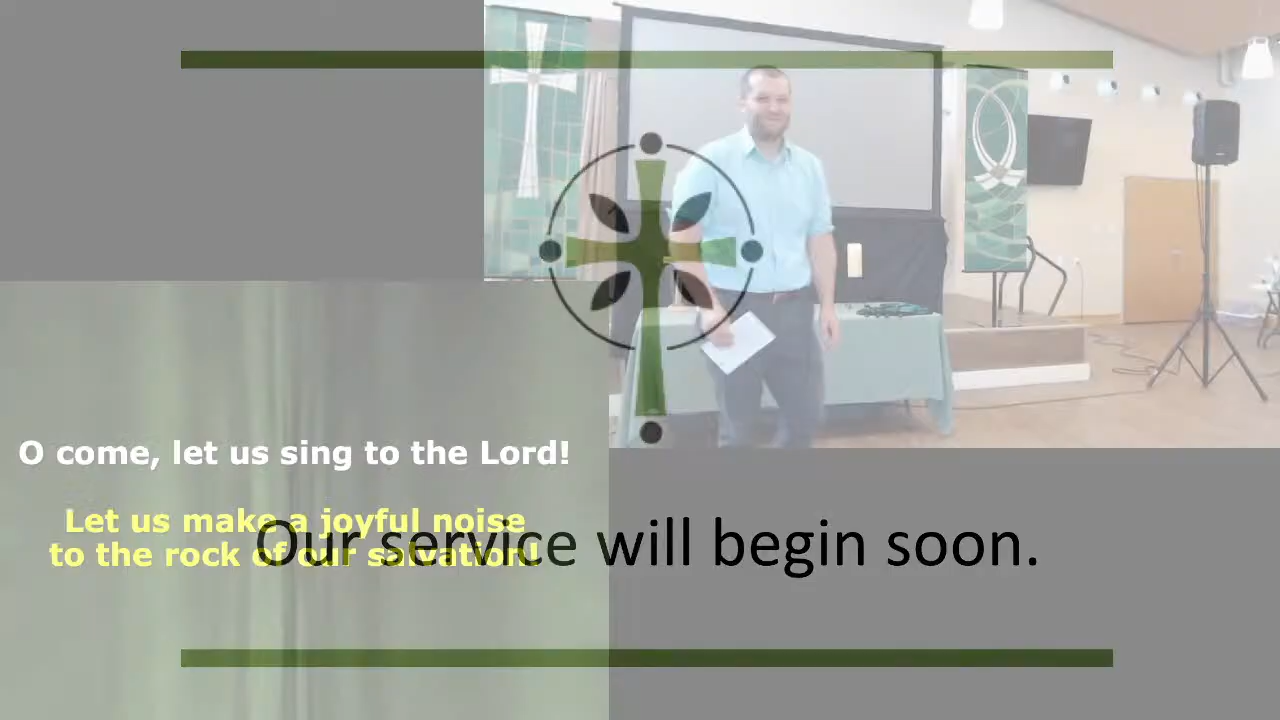 O come, let us sing to the Lord!
Let us make a joyful noise
to the rock of our salvation!
Our service will begin soon.